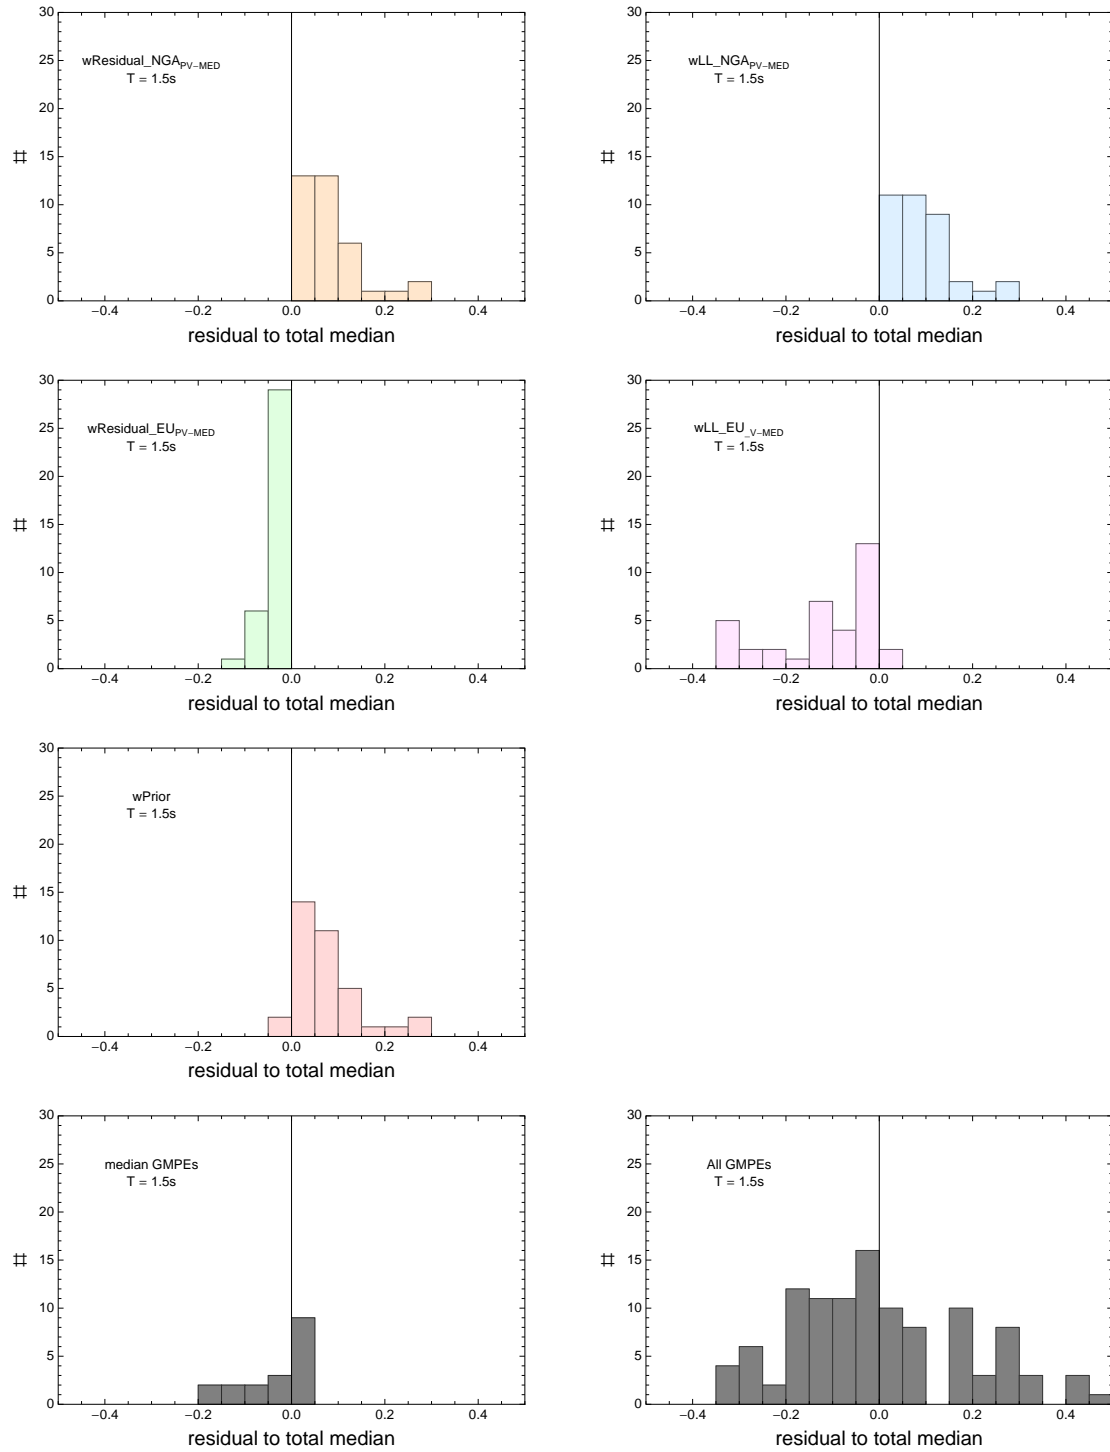 30
25
20
15
10
5
0
#
wResidual_NGA PV-MED
T = 1.5s
−0.4 −0.2 0.0 0.2 0.4
residual to total median
30
25
20
15
10
5
0
#
wLL_NGA PV-MED
T = 1.5s
−0.4 −0.2 0.0 0.2 0.4
residual to total median
30
25
20
15
10
5
0
#
wResidual_EU PV-MED
T = 1.5s
−0.4 −0.2 0.0 0.2 0.4
residual to total median
30
25
20
15
10
5
0
#
wLL_EU _V-MED
T = 1.5s
−0.4 −0.2 0.0 0.2 0.4
residual to total median
30
25
20
15
10
5
0
#
wPrior
T = 1.5s
−0.4 −0.2 0.0 0.2 0.4
residual to total median
30
25
20
15
10
5
0
#
median GMPEs
T = 1.5s
−0.4 −0.2 0.0 0.2 0.4
residual to total median
30
25
20
15
10
5
0
#
All GMPEs
T = 1.5s
−0.4 −0.2 0.0 0.2 0.4
residual to total median